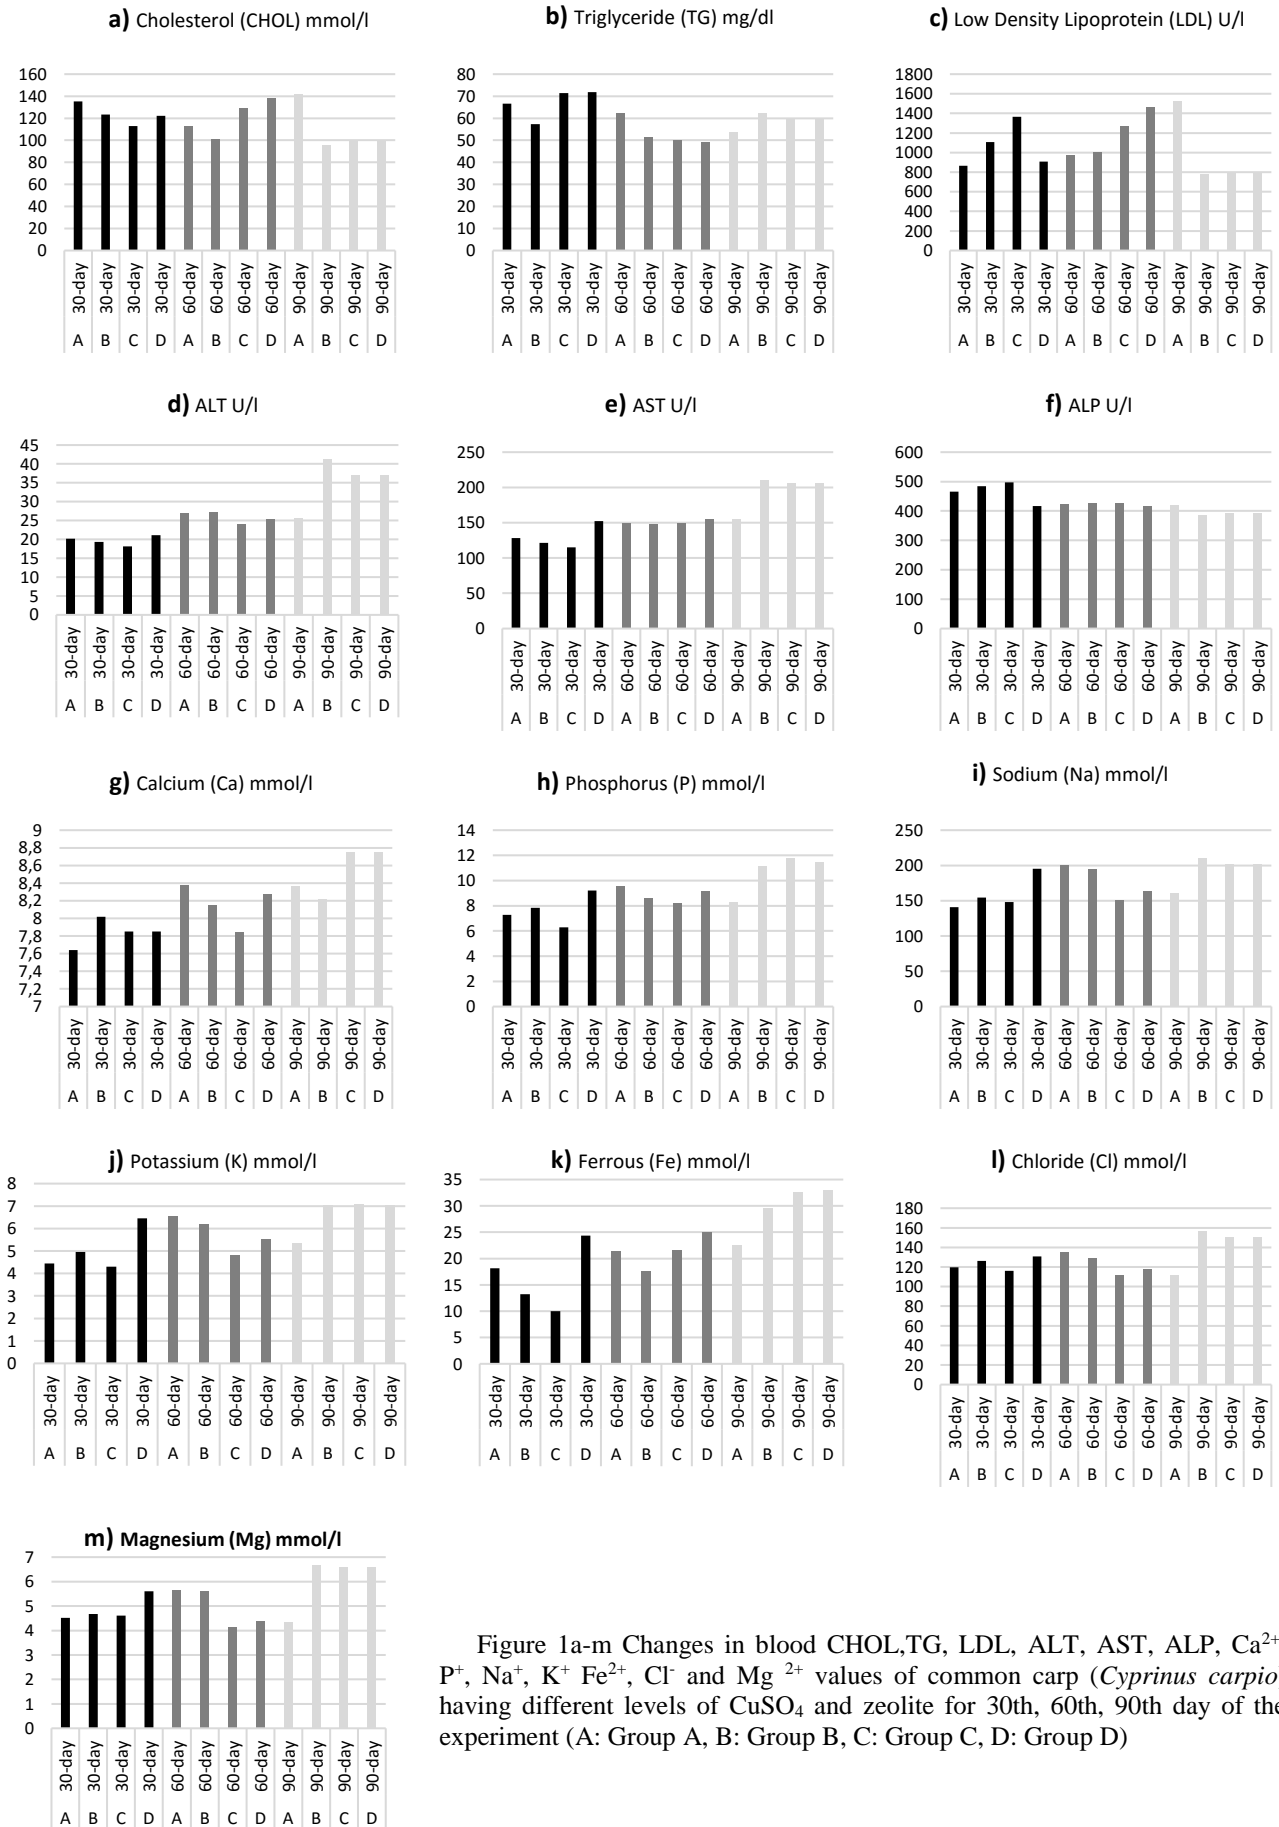 a) Cholesterol (CHOL) mmol/l
160
140
120
100
80
60
40
20
0
30-day 30-day 30-day 30-day 60-day 60-day 60-day 60-day 90-day 90-day 90-day 90-day
A B C D A B C D A B C D
b) Triglyceride (TG) mg/dl
80
70
60
50
40
30
20
10
0
30-day 30-day 30-day 30-day 60-day 60-day 60-day 60-day 90-day 90-day 90-day 90-day
A B C D A B C D A B C D
c) Low Density Lipoprotein (LDL) U/l
1800
1600
1400
1200
1000
800
600
400
200
0
30-day 30-day 30-day 30-day 60-day 60-day 60-day 60-day 90-day 90-day 90-day 90-day
A B C D A B C D A B C D
d) ALT U/l
45
40
35
30
25
20
15
10
5
0
30-day 30-day 30-day 30-day 60-day 60-day 60-day 60-day 90-day 90-day 90-day 90-day
A B C D A B C D A B C D
e) AST U/l
250
200
150
100
50
0
30-day 30-day 30-day 30-day 60-day 60-day 60-day 60-day 90-day 90-day 90-day 90-day
A B C D A B C D A B C D
f) ALP U/l
600
500
400
300
200
100
0
30-day 30-day 30-day 30-day 60-day 60-day 60-day 60-day 90-day 90-day 90-day 90-day
A B C D A B C D A B C D
g) Calcium (Ca) mmol/l
9
8,8
8,6
8,4
8,2
8
7,8
7,6
7,4
7,2
7
30-day 30-day 30-day 30-day 60-day 60-day 60-day 60-day 90-day 90-day 90-day 90-day
A B C D A B C D A B C D
h) Phosphorus (P) mmol/l
14
12
10
8
6
4
2
0
30-day 30-day 30-day 30-day 60-day 60-day 60-day 60-day 90-day 90-day 90-day 90-day
A B C D A B C D A B C D
i) Sodium (Na) mmol/l
250
200
150
100
50
0
30-day 30-day 30-day 30-day 60-day 60-day 60-day 60-day 90-day 90-day 90-day 90-day
A B C D A B C D A B C D
j) Potassium (K) mmol/l
8
7
6
5
4
3
2
1
0
30-day 30-day 30-day 30-day 60-day 60-day 60-day 60-day 90-day 90-day 90-day 90-day
A B C D A B C D A B C D
k) Ferrous (Fe) mmol/l
35
30
25
20
15
10
5
0
30-day 30-day 30-day 30-day 60-day 60-day 60-day 60-day 90-day 90-day 90-day 90-day
A B C D A B C D A B C D
l) Chloride (Cl) mmol/l
180
160
140
120
100
80
60
40
20
0
30-day 30-day 30-day 30-day 60-day 60-day 60-day 60-day 90-day 90-day 90-day 90-day
A B C D A B C D A B C D
m) Magnesium (Mg) mmol/l
7
6
5
4
3
2
1
0
30-day 30-day 30-day 30-day 60-day 60-day 60-day 60-day 90-day 90-day 90-day 90-day
A B C D A B C D A B C D
Figure 1a-m Changes in blood CHOL,TG, LDL, ALT, AST, ALP, Ca²⁺
P⁺, Na⁺, K⁺ Fe²⁺, Cl⁻ and Mg ²⁺ values of common carp (Cyprinus carpio
having different levels of CuSO₄ and zeolite for 30th, 60th, 90th day of the
experiment (A: Group A, B: Group B, C: Group C, D: Group D)